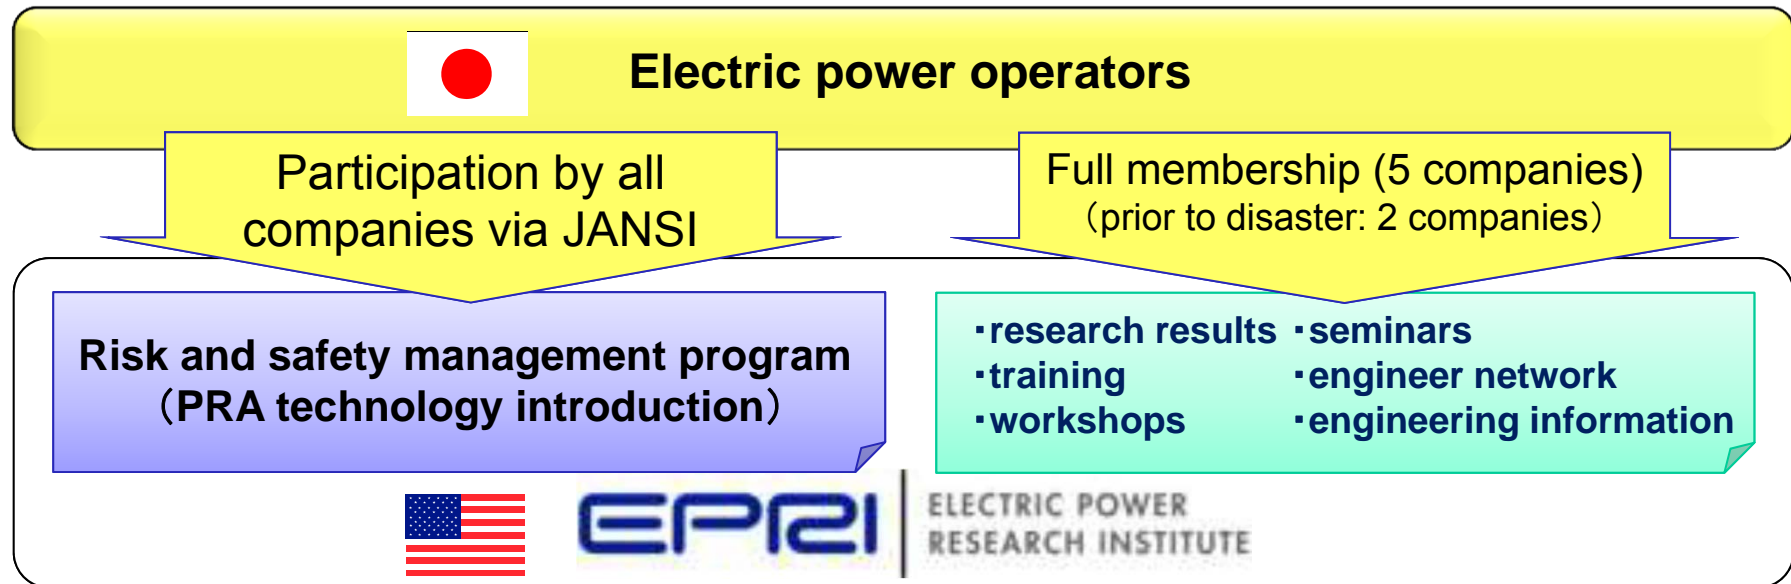 Electric power operators
Participation by all
companies via JANSI
Full membership (5 companies)
（prior to disaster: 2 companies）
Risk and safety management program
（PRA technology introduction）
・research results ・seminars
・training ・engineer network
・workshops ・engineering information
EPRI ELECTRIC POWER
RESEARCH INSTITUTE